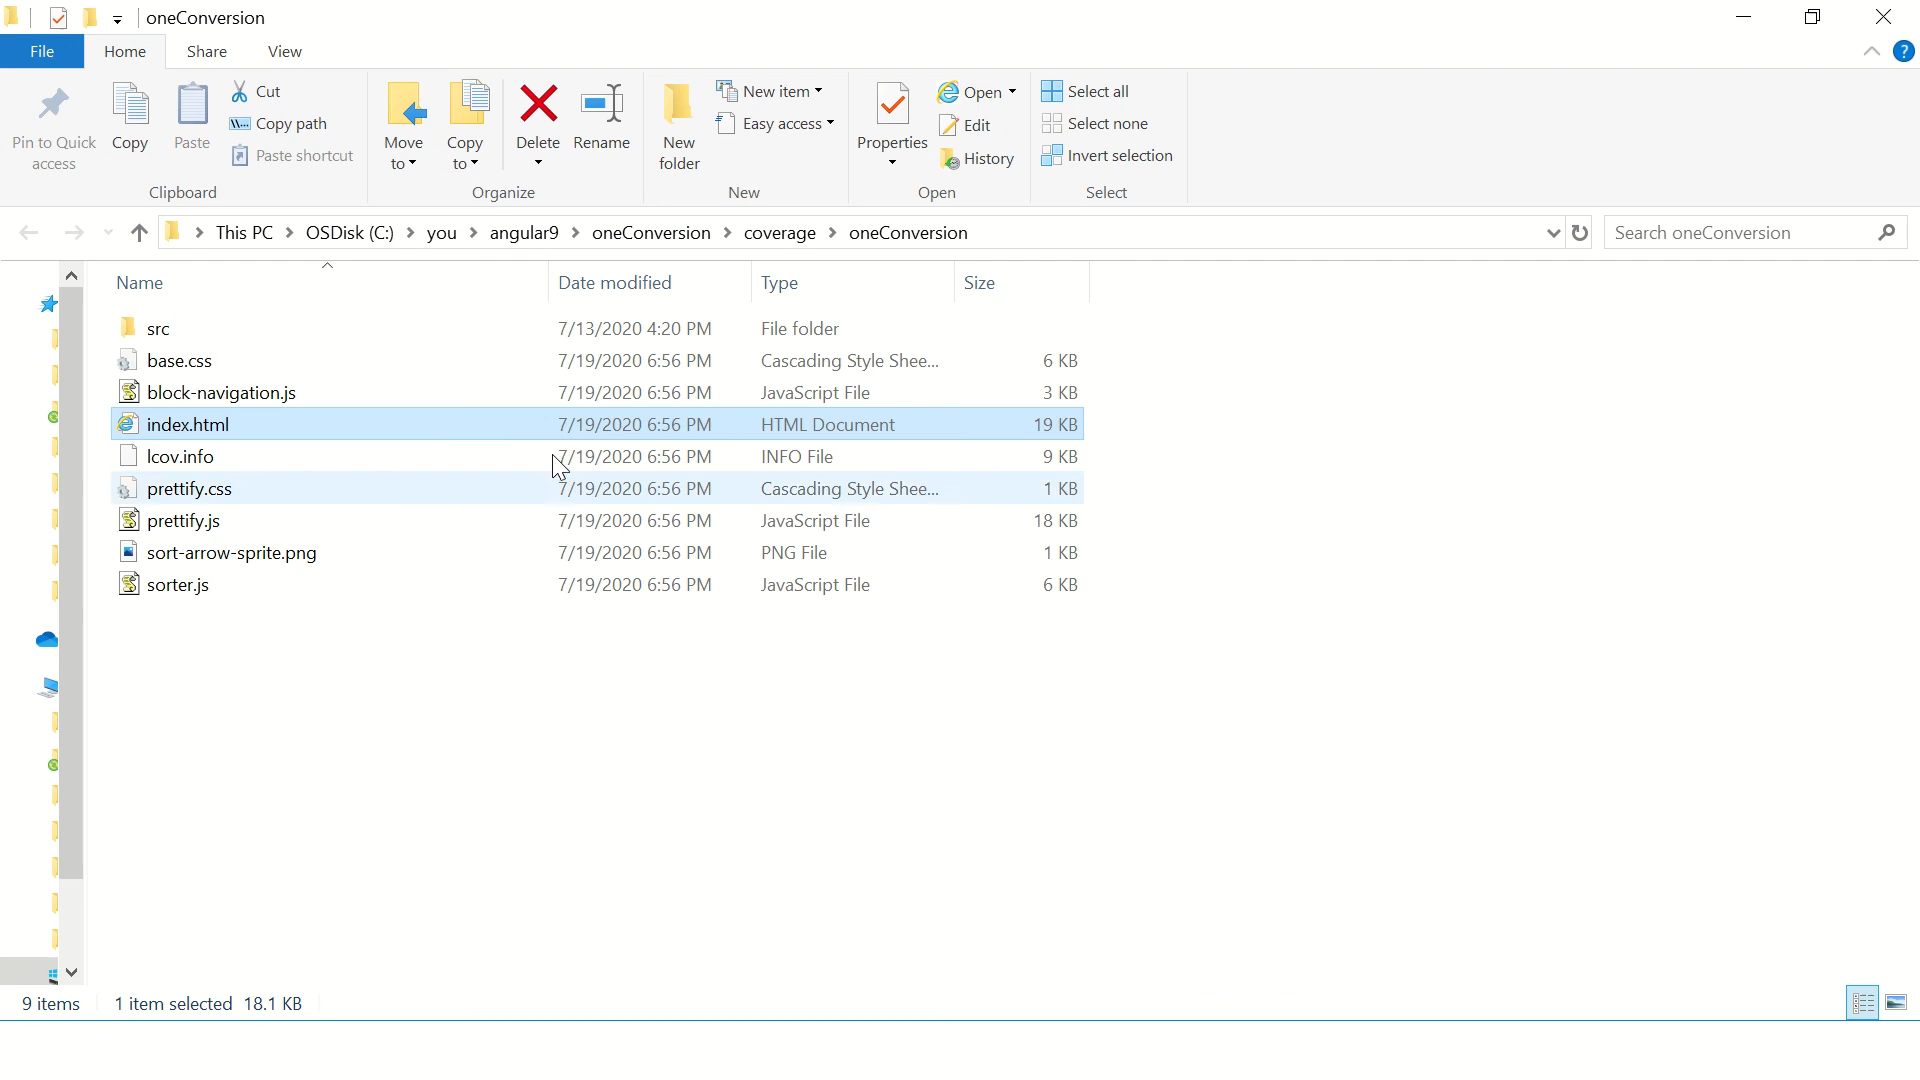 oneConversion
File Home Share View
Pin to Quick access
Copy
Paste
Cut
Copy path
Paste shortcut
Clipboard
Move to
Copy to
Delete
Rename
Organize
New folder
New item
Easy access
New
Properties
Open
Edit
History
Open
Select all
Select none
Invert selection
Select
This PC > OSDisk (C:) > you > angular9 > oneConversion > coverage > oneConversion
Search oneConversion
Name Date modified Type Size
src 7/13/2020 4:20 PM File folder
base.css 7/19/2020 6:56 PM Cascading Style Shee... 6 KB
block-navigation.js 7/19/2020 6:56 PM JavaScript File 3 KB
index.html 7/19/2020 6:56 PM HTML Document 19 KB
lcov.info 7/19/2020 6:56 PM INFO File 9 KB
prettify.css 7/19/2020 6:56 PM Cascading Style Shee... 1 KB
prettify.js 7/19/2020 6:56 PM JavaScript File 18 KB
sort-arrow-sprite.png 7/19/2020 6:56 PM PNG File 1 KB
sorter.js 7/19/2020 6:56 PM JavaScript File 6 KB
9 items 1 item selected 18.1 KB